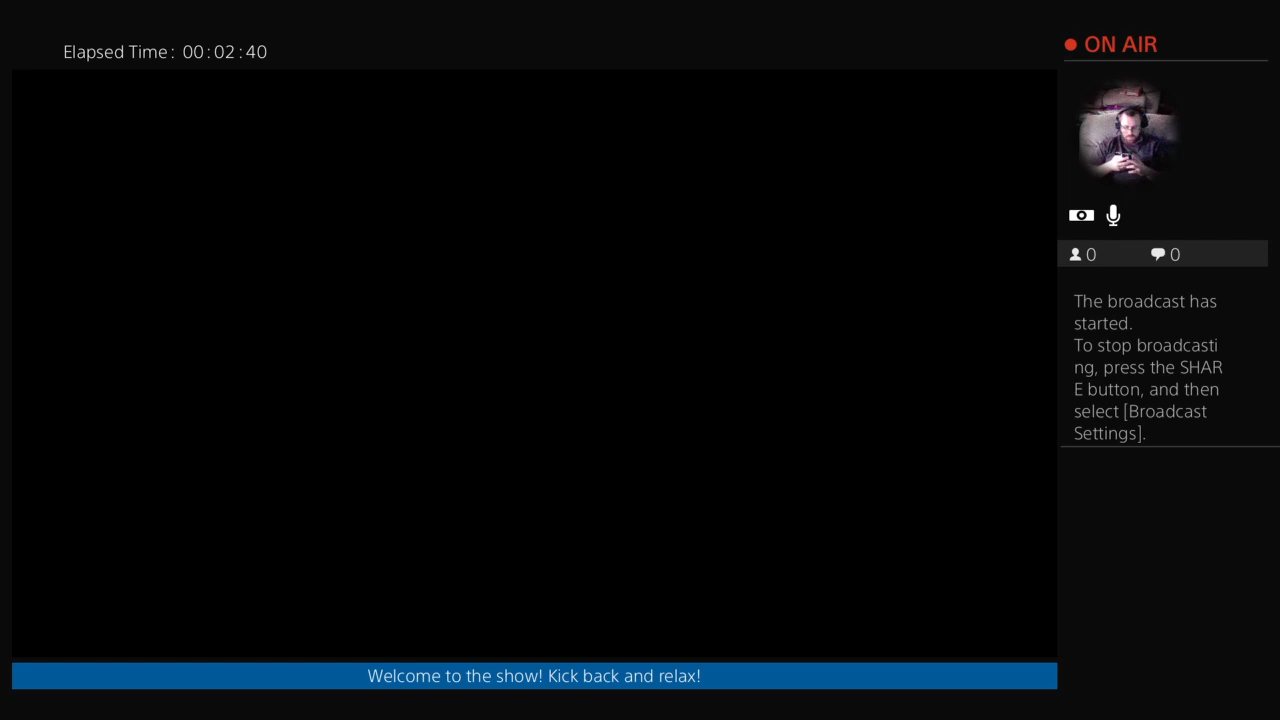 Elapsed Time: 00:02:40
ON AIR
0 0
The broadcast has
started.
To stop broadcasti
ng, press the SHAR
E button, and then
select [Broadcast
Settings].
Welcome to the show! Kick back and relax!